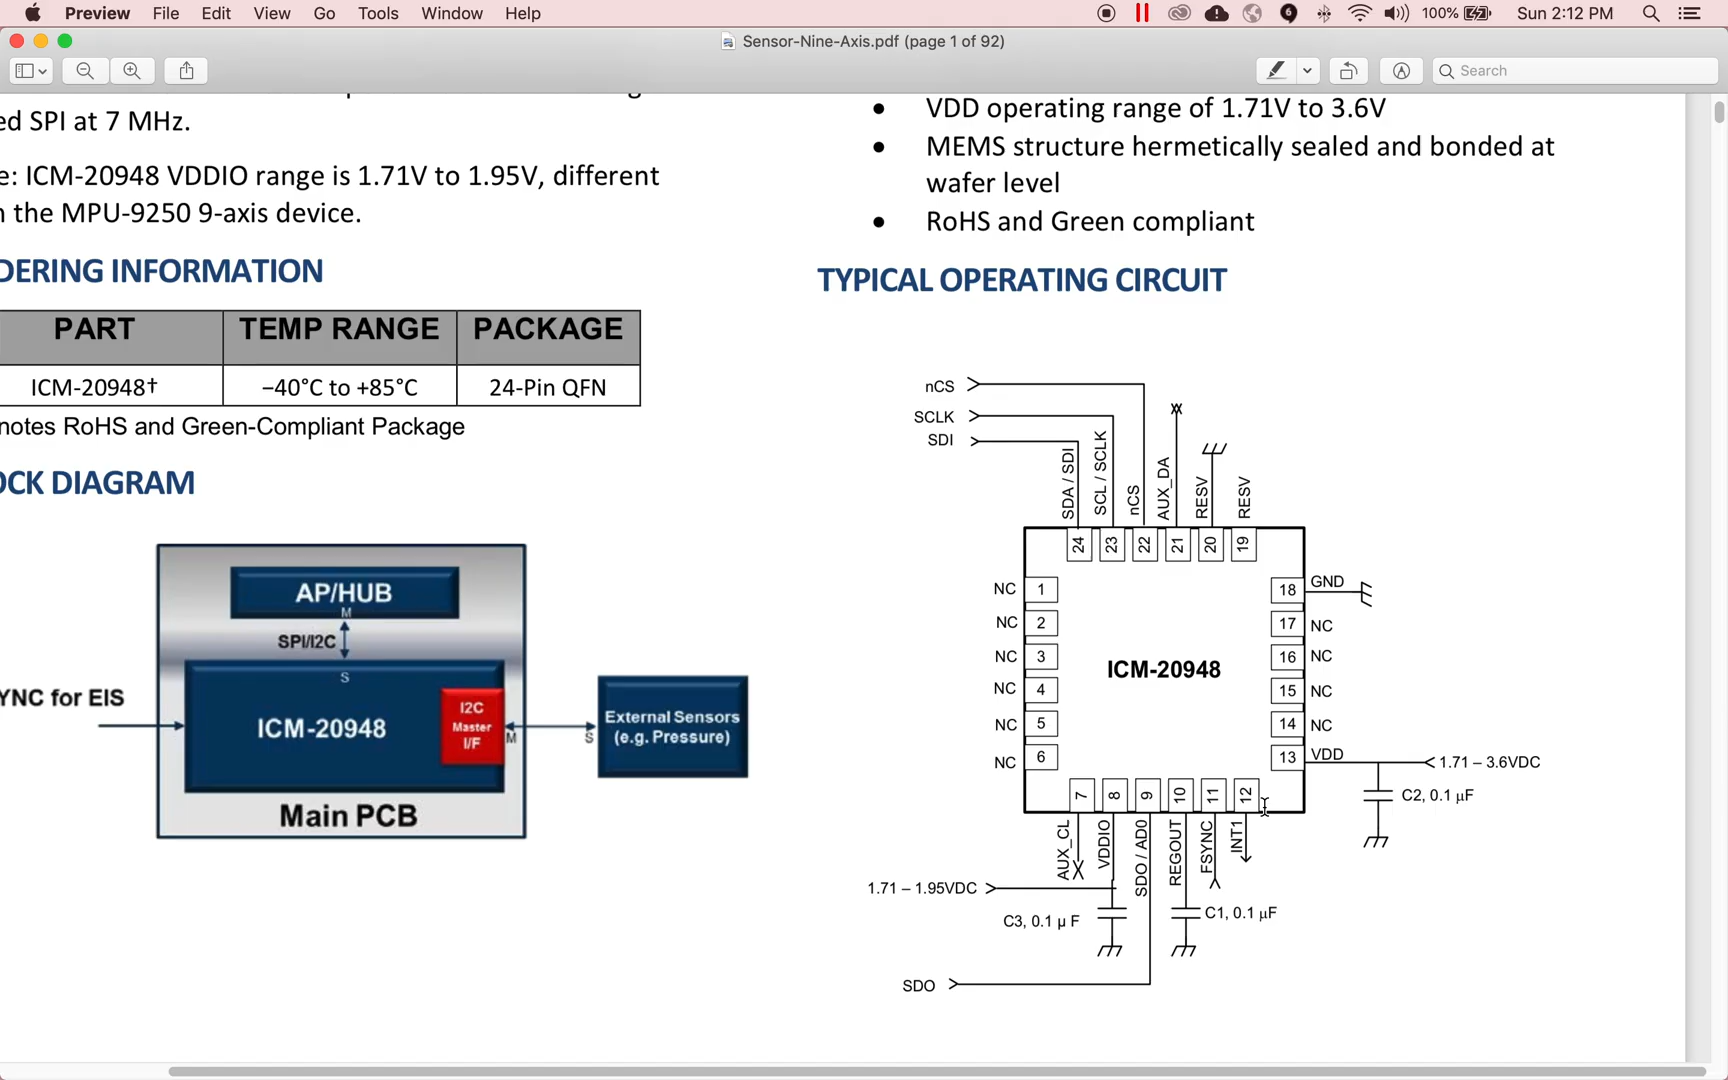 Preview File Edit View Go Tools Window Help
6
100%
Sun 2:12 PM
Sensor-Nine-Axis.pdf (page 1 of 92)
Search
ed SPI at 7 MHz.
e: ICM-20948 VDDIO range is 1.71V to 1.95V, different
n the MPU-9250 9-axis device.
DERING INFORMATION
PART TEMP RANGE PACKAGE
ICM-20948† −40°C to +85°C 24-Pin QFN
notes RoHS and Green-Compliant Package
OCK DIAGRAM
AP/HUB
M
SPI/I2C
S
YNC for EIS
ICM-20948
I2C
Master
I/F
M
S
External Sensors
(e.g. Pressure)
Main PCB
• VDD operating range of 1.71V to 3.6V
• MEMS structure hermetically sealed and bonded at
wafer level
• RoHS and Green compliant
TYPICAL OPERATING CIRCUIT
nCS
SCLK
SDI
SDA / SDI
SCL / SCLK
nCS
AUX_DA
RESV
RESV
24 23 22 21 20 19
NC 1
NC 2
NC 3
NC 4
NC 5
NC 6
ICM-20948
18 GND
17 NC
16 NC
15 NC
14 NC
13 VDD
1.71 – 3.6VDC
C2, 0.1 µF
7 8 9 10 11 12
AUX_CL
VDDIO
SDO / AD0
REGOUT
FSYNC
INT1
1.71 – 1.95VDC
C3, 0.1 µ F
C1, 0.1 µF
SDO